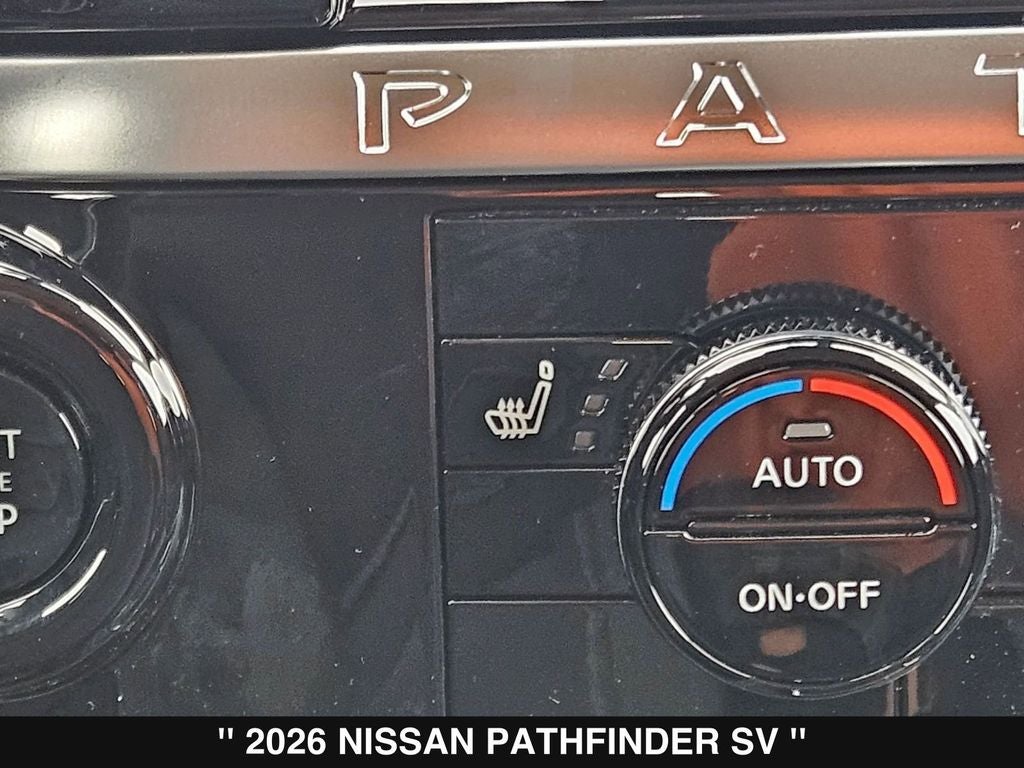 P A T
T
E
P
AUTO
ON•OFF
" 2026 NISSAN PATHFINDER SV "